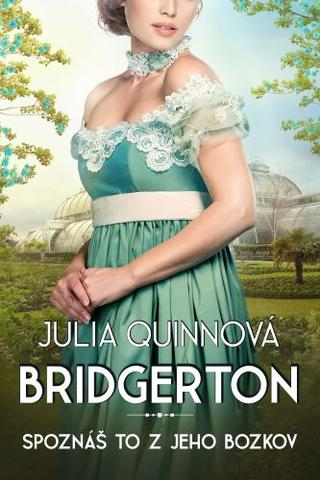 JULIA QUINNOVÁ
BRIDGERTON
SPOZNÁŠ TO Z JEHO BOZKOV